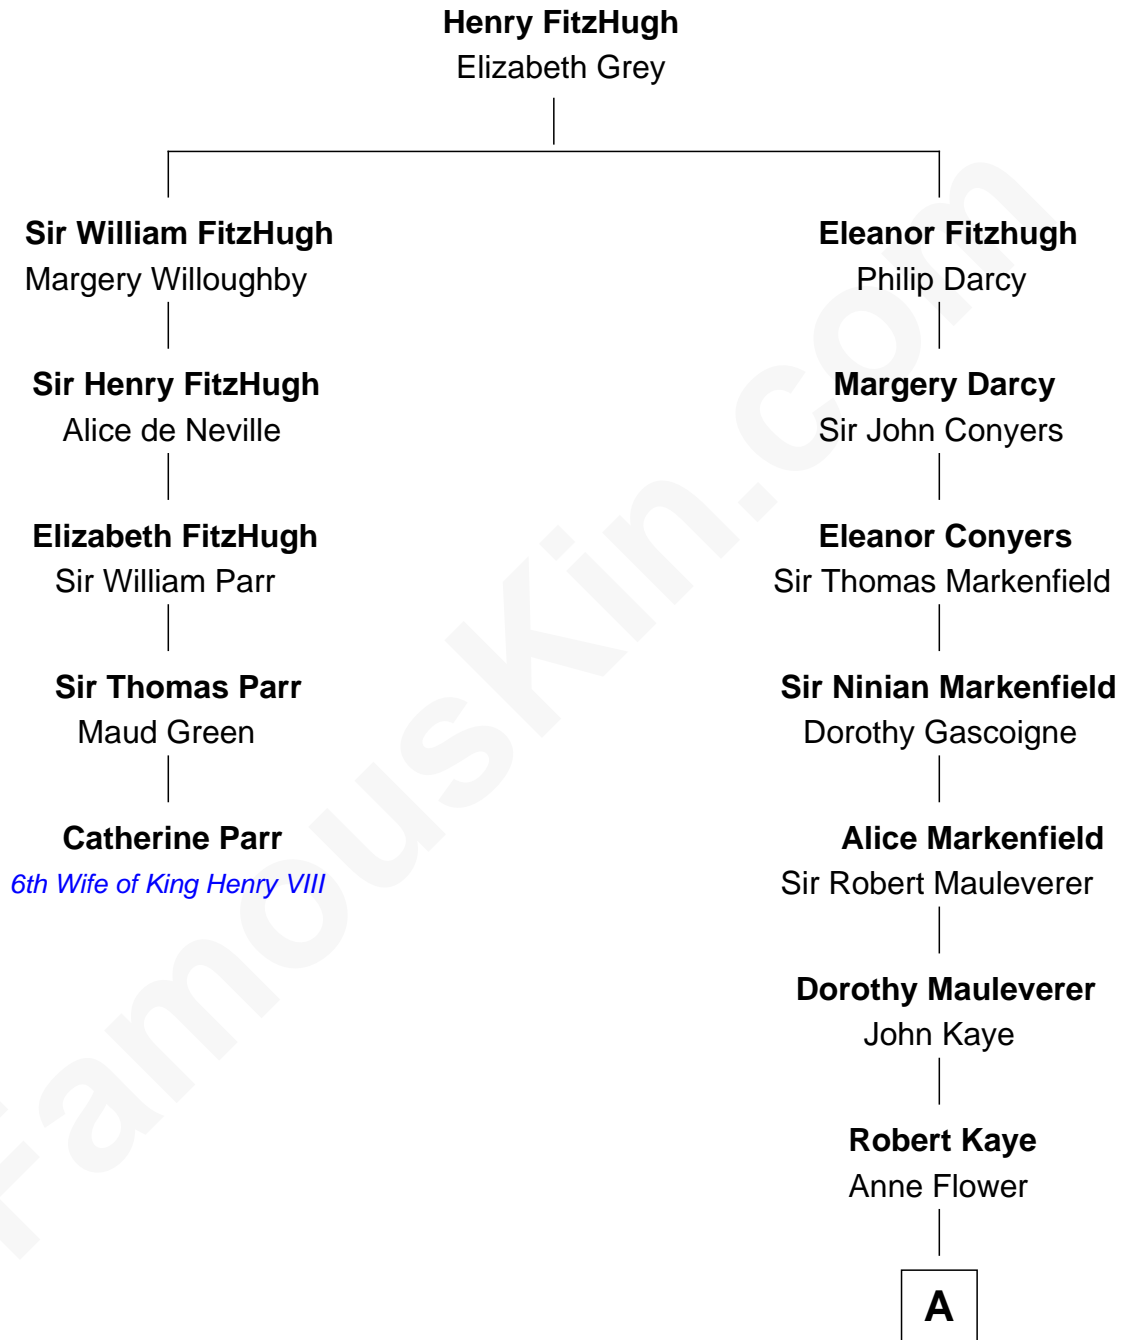 Henry FitzHugh
Elizabeth Grey
Sir William FitzHugh
Margery Willoughby
Sir Henry FitzHugh
Alice de Neville
Elizabeth FitzHugh
Sir William Parr
Sir Thomas Parr
Maud Green
Catherine Parr
6th Wife of King Henry VIII
Eleanor Fitzhugh
Philip Darcy
Margery Darcy
Sir John Conyers
Eleanor Conyers
Sir Thomas Markenfield
Sir Ninian Markenfield
Dorothy Gascoigne
Alice Markenfield
Sir Robert Mauleverer
Dorothy Mauleverer
John Kaye
Robert Kaye
Anne Flower
A
FamousKin.com